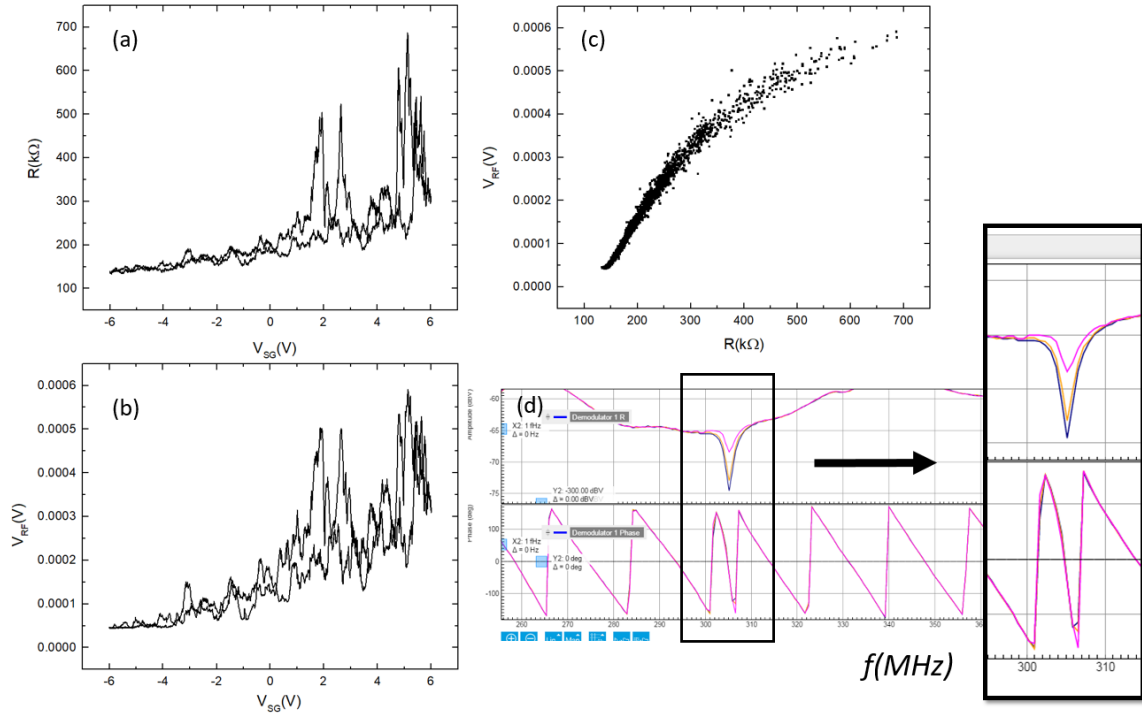 (a)
700
600
500
400
300
200
100
R(kΩ)
-6 -4 -2 0 2 4 6
V_SG(V)
(b)
0.0006
0.0005
0.0004
0.0003
0.0002
0.0001
0.0000
V_RF(V)
-6 -4 -2 0 2 4 6
V_SG(V)
(c)
0.0006
0.0005
0.0004
0.0003
0.0002
0.0001
0.0000
V_RF(V)
100 200 300 400 500 600 700
R(kΩ)
(d)
Amplitude (dBV)
-60
-65
-70
-75
Demodulator 1 R
X2: 1 fHz
Δ = 0 Hz
Y2: -300.00 dBV
Δ = 0.00 dBV
Phase (deg)
100
0
-100
Demodulator 1 Phase
X2: 1 fHz
Δ = 0 Hz
Y2: 0 deg
Δ = 0 deg
260 280 300 320 340
f(MHz)
300 310